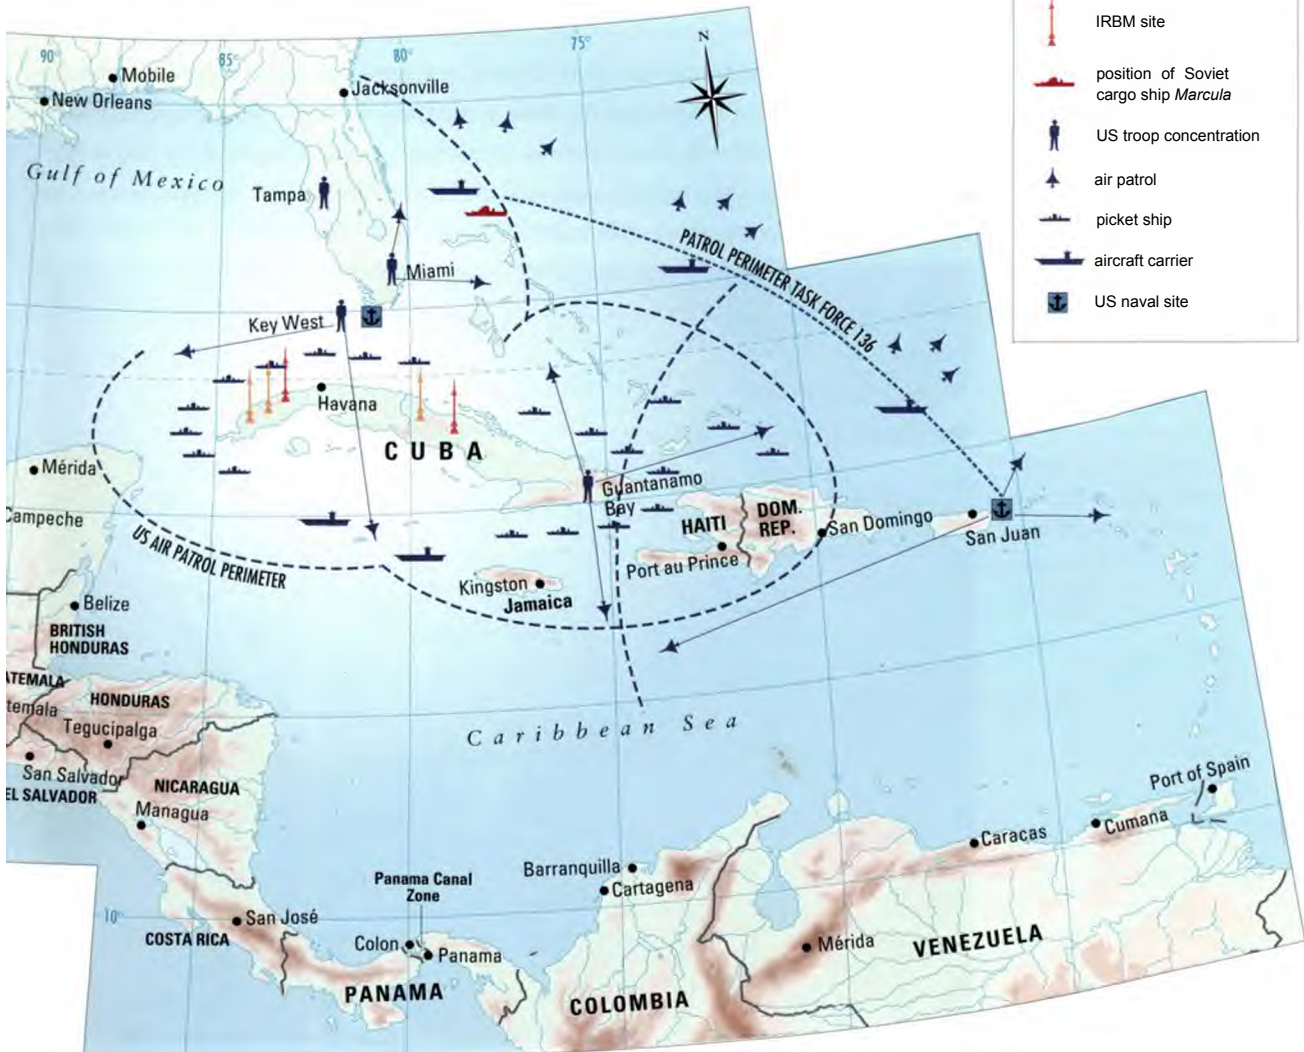 90°
85°
80°
75°
N
Mobile
New Orleans
Jacksonville
Gulf of Mexico
Tampa
Miami
Key West
PATROL PERIMETER TASK FORCE 136
Havana
CUBA
Mérida
Campeche
Guantanamo
Bay
HAITI
DOM.
REP.
San Domingo
San Juan
Port au Prince
US AIR PATROL PERIMETER
Kingston
Jamaica
Belize
BRITISH
HONDURAS
ATEMALA
temala
HONDURAS
Tegucipalga
San Salvador
EL SALVADOR
NICARAGUA
Managua
Caribbean Sea
Port of Spain
Cumana
Caracas
Barranquilla
Cartagena
Panama Canal
Zone
10°
San José
COSTA RICA
Colon
Panama
PANAMA
COLOMBIA
Mérida
VENEZUELA
IRBM site
position of Soviet
cargo ship Marcula
US troop concentration
air patrol
picket ship
aircraft carrier
US naval site